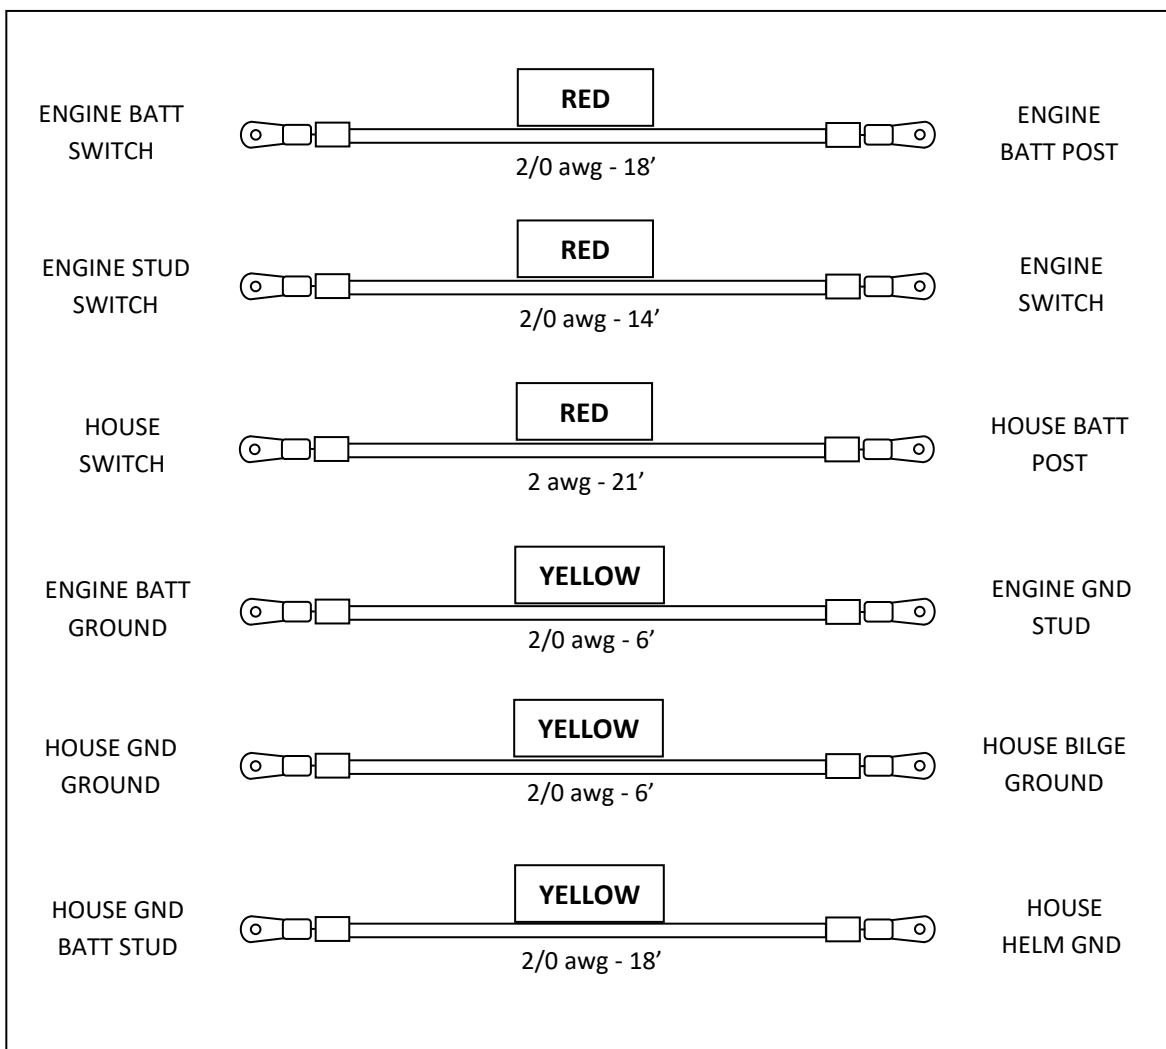 RED
ENGINE BATT
SWITCH
ENGINE
BATT POST
2/0 awg - 18’
RED
ENGINE STUD
SWITCH
ENGINE
SWITCH
2/0 awg - 14’
RED
HOUSE
SWITCH
HOUSE BATT
POST
2 awg - 21’
YELLOW
ENGINE BATT
GROUND
ENGINE GND
STUD
2/0 awg - 6’
YELLOW
HOUSE GND
GROUND
HOUSE BILGE
GROUND
2/0 awg - 6’
YELLOW
HOUSE GND
BATT STUD
HOUSE
HELM GND
2/0 awg - 18’